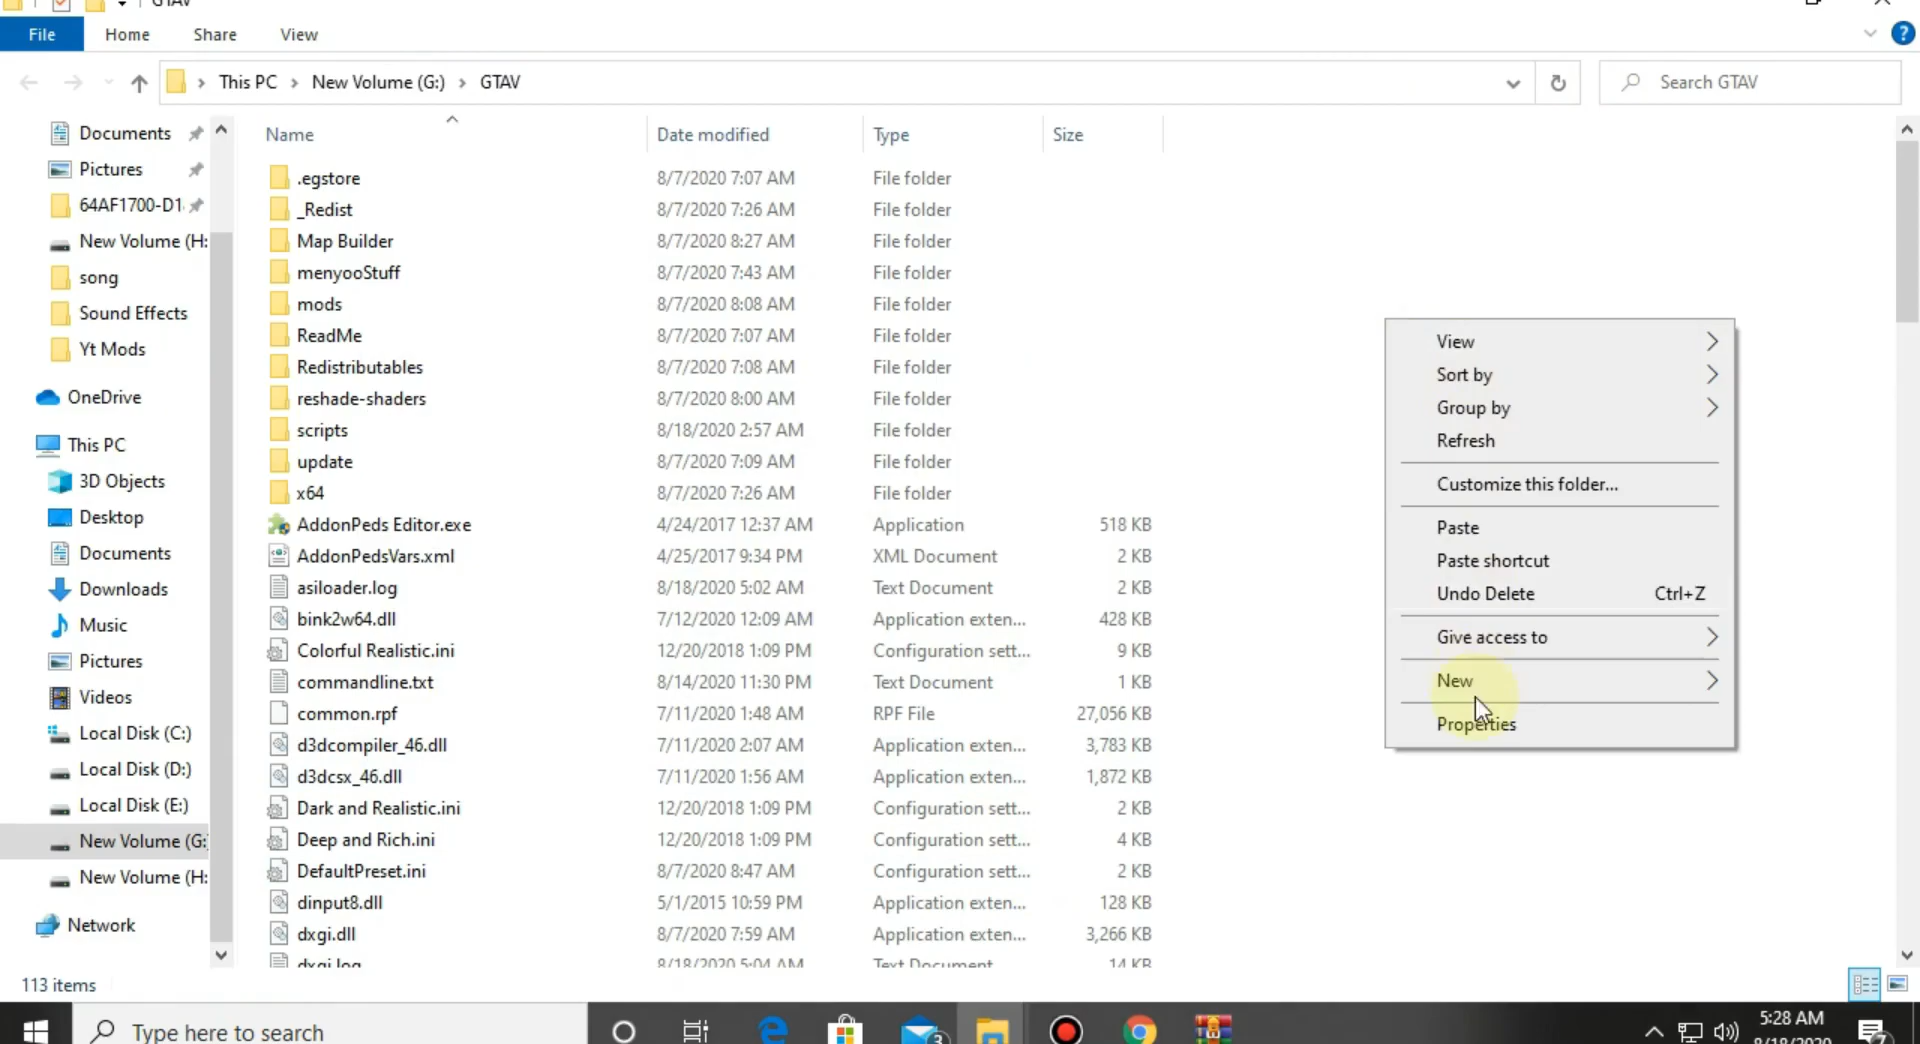 GTAV
File Home Share View
This PC > New Volume (G:) > GTAV
Search GTAV
Documents
Pictures
64AF1700-D1
New Volume (H:
song
Sound Effects
Yt Mods
OneDrive
This PC
3D Objects
Desktop
Documents
Downloads
Music
Pictures
Videos
Local Disk (C:)
Local Disk (D:)
Local Disk (E:)
New Volume (G:
New Volume (H:
Network
Name Date modified Type Size
.egstore 8/7/2020 7:07 AM File folder
_Redist 8/7/2020 7:26 AM File folder
Map Builder 8/7/2020 8:27 AM File folder
menyooStuff 8/7/2020 7:43 AM File folder
mods 8/7/2020 8:08 AM File folder
ReadMe 8/7/2020 7:07 AM File folder
Redistributables 8/7/2020 7:08 AM File folder
reshade-shaders 8/7/2020 8:00 AM File folder
scripts 8/18/2020 2:57 AM File folder
update 8/7/2020 7:09 AM File folder
x64 8/7/2020 7:26 AM File folder
AddonPeds Editor.exe 4/24/2017 12:37 AM Application 518 KB
AddonPedsVars.xml 4/25/2017 9:34 PM XML Document 2 KB
asiloader.log 8/18/2020 5:02 AM Text Document 2 KB
bink2w64.dll 7/12/2020 12:09 AM Application exten... 428 KB
Colorful Realistic.ini 12/20/2018 1:09 PM Configuration sett... 9 KB
commandline.txt 8/14/2020 11:30 PM Text Document 1 KB
common.rpf 7/11/2020 1:48 AM RPF File 27,056 KB
d3dcompiler_46.dll 7/11/2020 2:07 AM Application exten... 3,783 KB
d3dcsx_46.dll 7/11/2020 1:56 AM Application exten... 1,872 KB
Dark and Realistic.ini 12/20/2018 1:09 PM Configuration sett... 2 KB
Deep and Rich.ini 12/20/2018 1:09 PM Configuration sett... 4 KB
DefaultPreset.ini 8/7/2020 8:47 AM Configuration sett... 2 KB
dinput8.dll 5/1/2015 10:59 PM Application exten... 128 KB
dxgi.dll 8/7/2020 7:59 AM Application exten... 3,266 KB
dxgi.log 8/18/2020 5:04 AM Text Document 14 KB
View
Sort by
Group by
Refresh
Customize this folder...
Paste
Paste shortcut
Undo Delete Ctrl+Z
Give access to
New
Properties
113 items
Type here to search
3
5:28 AM
8/18/2020
7